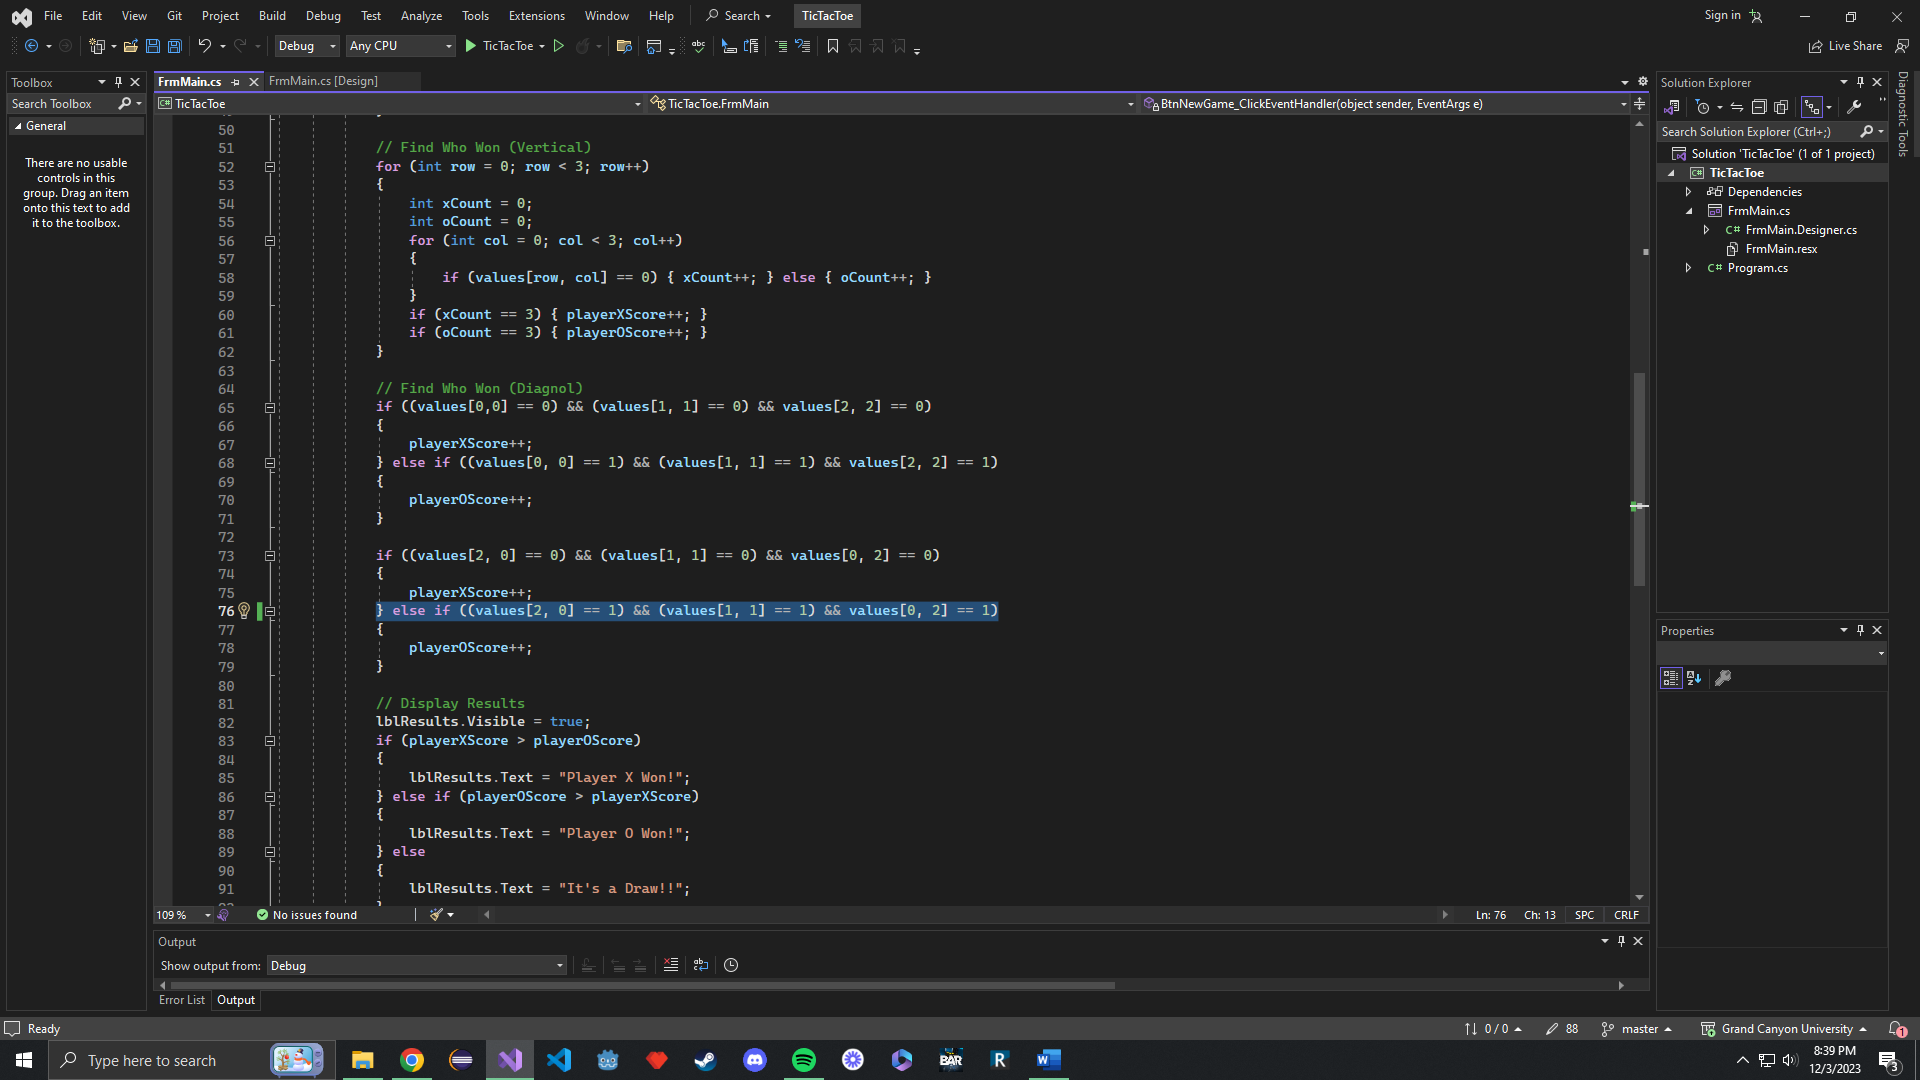 File Edit View Git Project Build Debug Test Analyze Tools Extensions Window Help Search TicTacToe Sign in
Debug Any CPU TicTacToe Live Share
Toolbox
Search Toolbox
General
There are no usable
controls in this
group. Drag an item
onto this text to add
it to the toolbox.
FrmMain.cs FrmMain.cs [Design]
TicTacToe TicTacToe.FrmMain BtnNewGame_ClickEventHandler(object sender, EventArgs e)
50
51 // Find Who Won (Vertical)
52 for (int row = 0; row < 3; row++)
53 {
54 int xCount = 0;
55 int oCount = 0;
56 for (int col = 0; col < 3; col++)
57 {
58 if (values[row, col] == 0) { xCount++; } else { oCount++; }
59 }
60 if (xCount == 3) { playerXScore++; }
61 if (oCount == 3) { playerOScore++; }
62 }
63
64 // Find Who Won (Diagnol)
65 if ((values[0,0] == 0) && (values[1, 1] == 0) && values[2, 2] == 0)
66 {
67 playerXScore++;
68 } else if ((values[0, 0] == 1) && (values[1, 1] == 1) && values[2, 2] == 1)
69 {
70 playerOScore++;
71 }
72
73 if ((values[2, 0] == 0) && (values[1, 1] == 0) && values[0, 2] == 0)
74 {
75 playerXScore++;
76 } else if ((values[2, 0] == 1) && (values[1, 1] == 1) && values[0, 2] == 1)
77 {
78 playerOScore++;
79 }
80
81 // Display Results
82 lblResults.Visible = true;
83 if (playerXScore > playerOScore)
84 {
85 lblResults.Text = "Player X Won!";
86 } else if (playerOScore > playerXScore)
87 {
88 lblResults.Text = "Player O Won!";
89 } else
90 {
91 lblResults.Text = "It's a Draw!!";
109 % No issues found Ln: 76 Ch: 13 SPC CRLF
Output
Show output from: Debug
Error List Output
Solution Explorer
Search Solution Explorer (Ctrl+;)
Solution 'TicTacToe' (1 of 1 project)
TicTacToe
Dependencies
FrmMain.cs
C# FrmMain.Designer.cs
FrmMain.resx
C# Program.cs
Properties
Diagnostic Tools
Ready 0 / 0 88 master Grand Canyon University 1
Type here to search BAR R 8:39 PM
12/3/2023 3